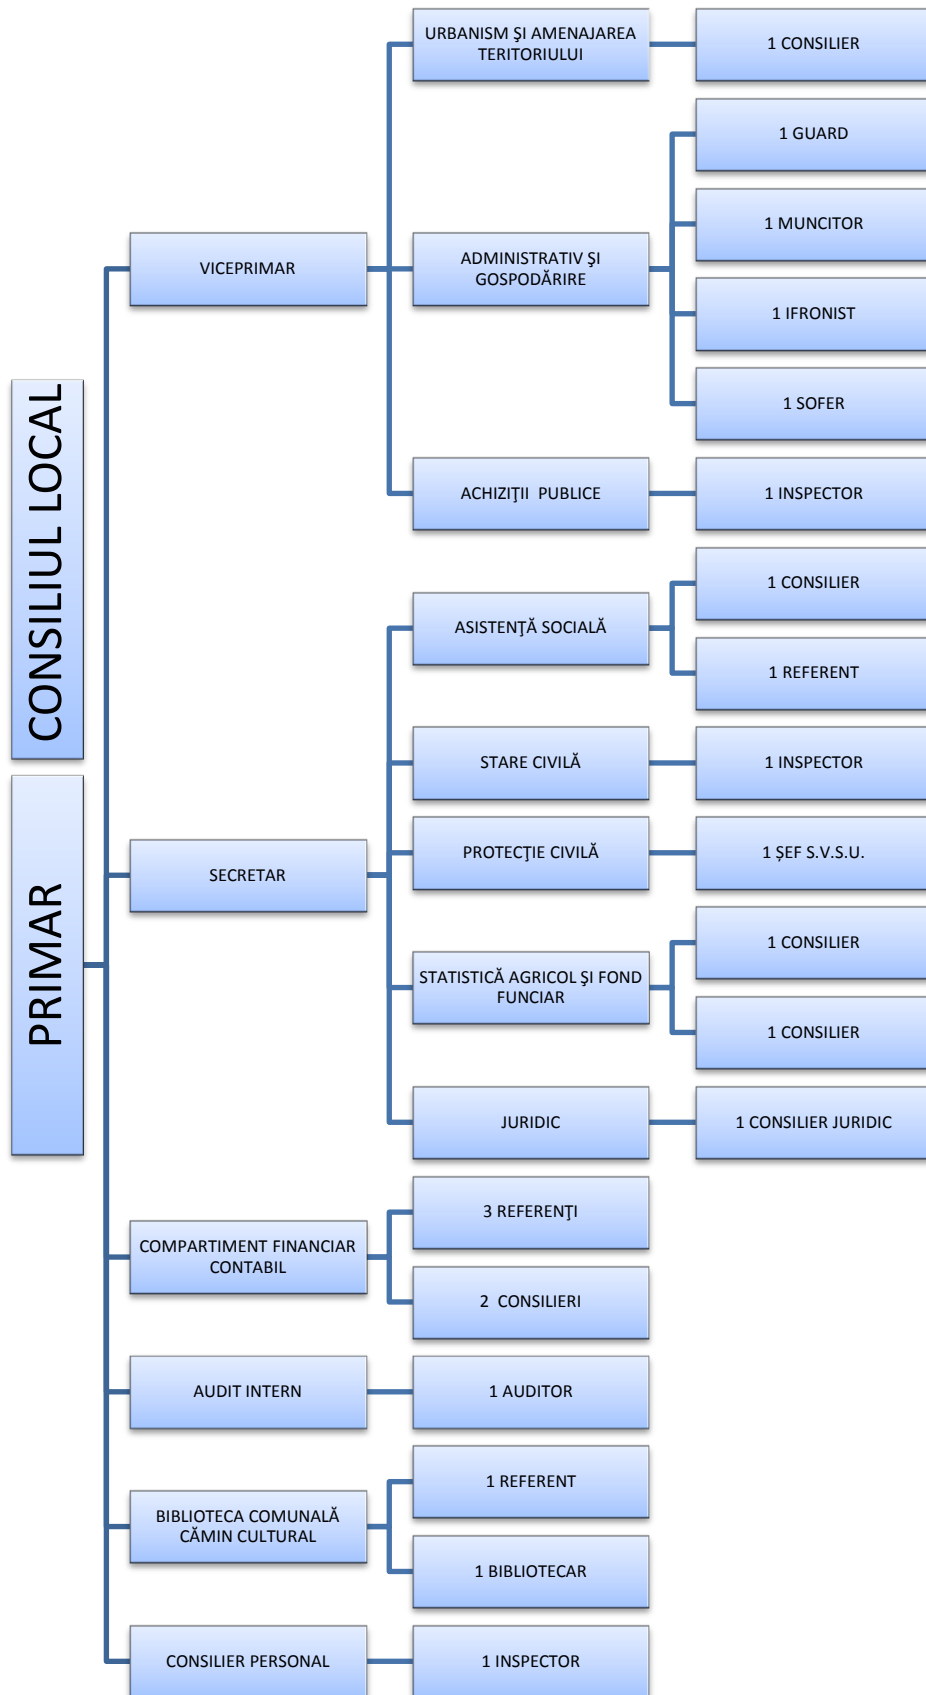 CONSILIUL LOCAL
PRIMAR
VICEPRIMAR
URBANISM ŞI AMENAJAREA
TERITORIULUI
1 CONSILIER
ADMINISTRATIV ŞI
GOSPODĂRIRE
1 GUARD
1 MUNCITOR
1 IFRONIST
1 SOFER
ACHIZIŢII PUBLICE
1 INSPECTOR
SECRETAR
ASISTENŢĂ SOCIALĂ
1 CONSILIER
1 REFERENT
STARE CIVILĂ
1 INSPECTOR
PROTECŢIE CIVILĂ
1 ŞEF S.V.S.U.
STATISTICĂ AGRICOL ŞI FOND
FUNCIAR
1 CONSILIER
1 CONSILIER
JURIDIC
1 CONSILIER JURIDIC
COMPARTIMENT FINANCIAR
CONTABIL
3 REFERENŢI
2 CONSILIERI
AUDIT INTERN
1 AUDITOR
BIBLIOTECA COMUNALĂ
CĂMIN CULTURAL
1 REFERENT
1 BIBLIOTECAR
CONSILIER PERSONAL
1 INSPECTOR